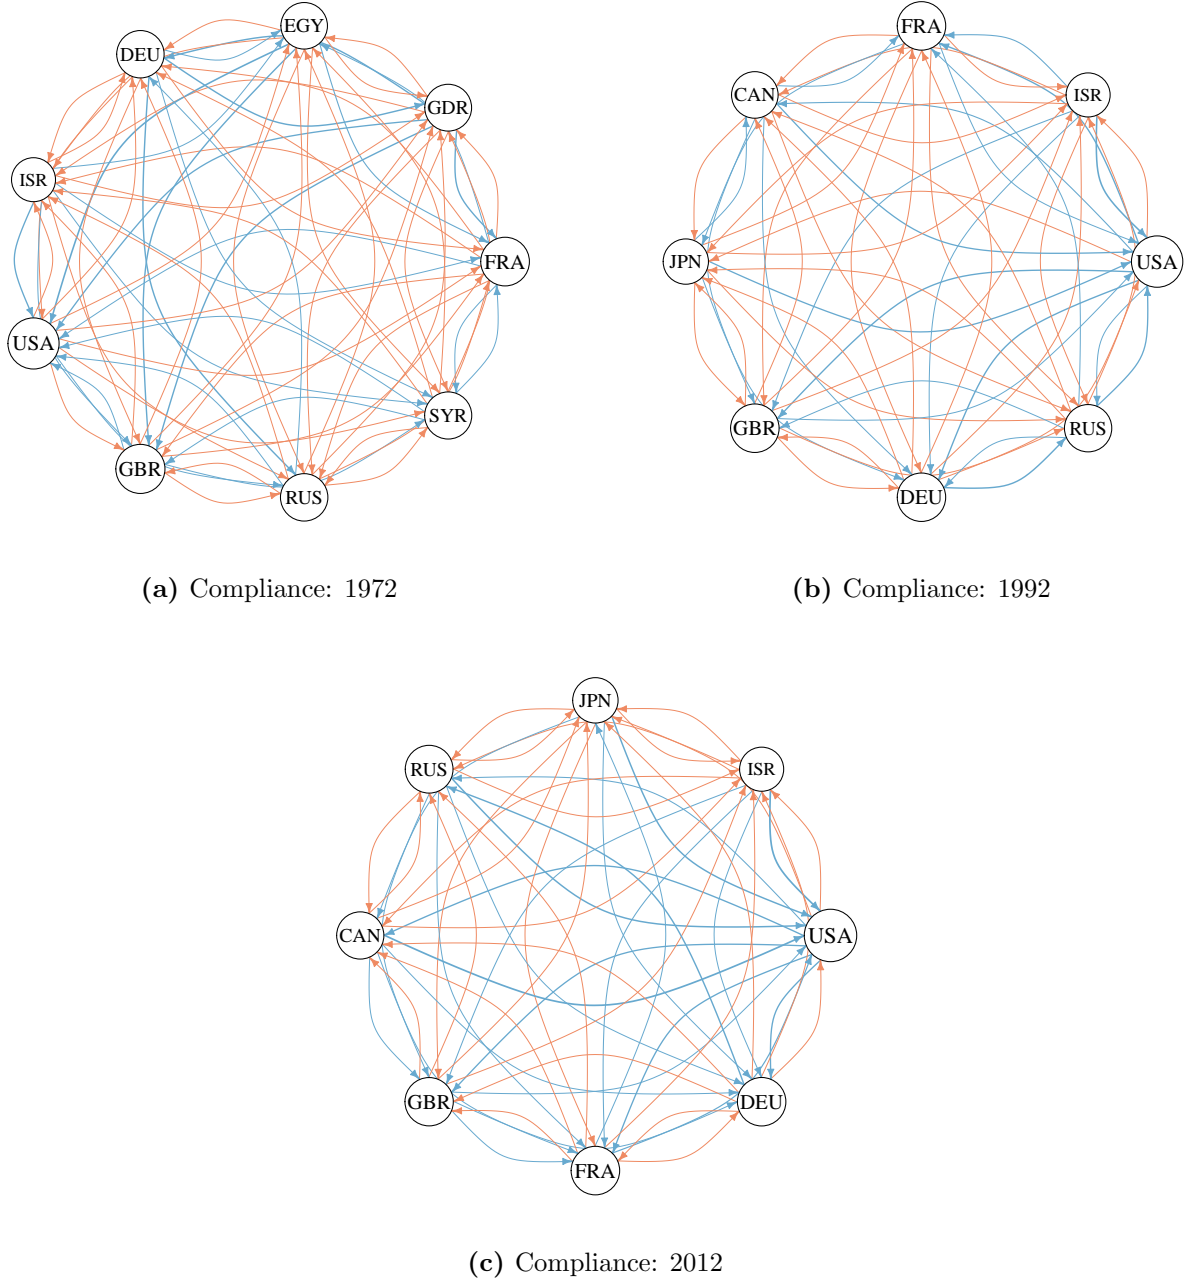 EGY
DEU
GDR
ISR
FRA
USA
SYR
GBR
RUS
(a) Compliance: 1972
FRA
CAN
ISR
JPN
USA
GBR
RUS
DEU
(b) Compliance: 1992
JPN
RUS
ISR
CAN
USA
GBR
DEU
FRA
(c) Compliance: 2012